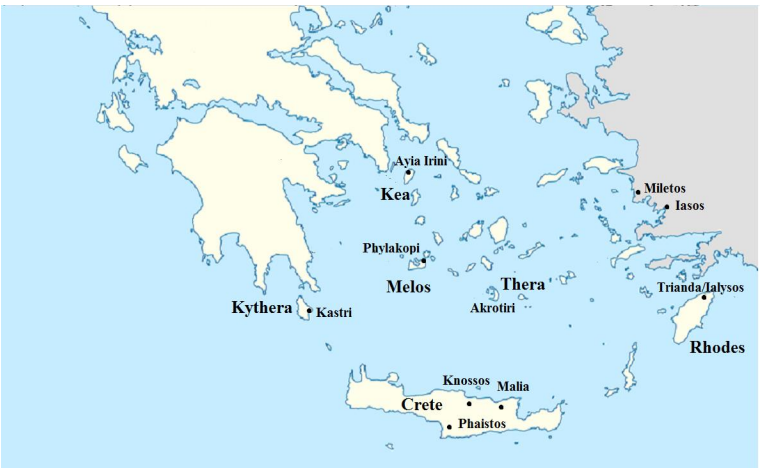 Ayia Irini
Kea
Miletos
Iasos
Phylakopi
Melos
Thera
Akrotiri
Trianda/Ialysos
Rhodes
Kythera
Kastri
Knossos
Malia
Crete
Phaistos